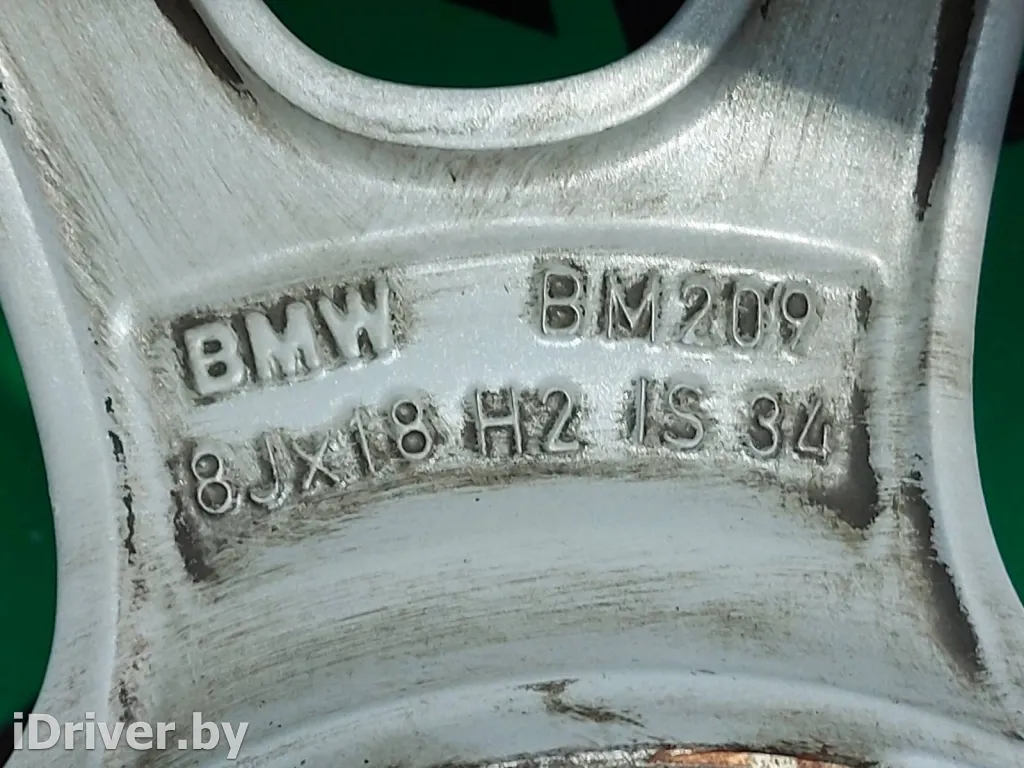 BMW BM209
8Jx18 H2 IS 34
iDriver.by